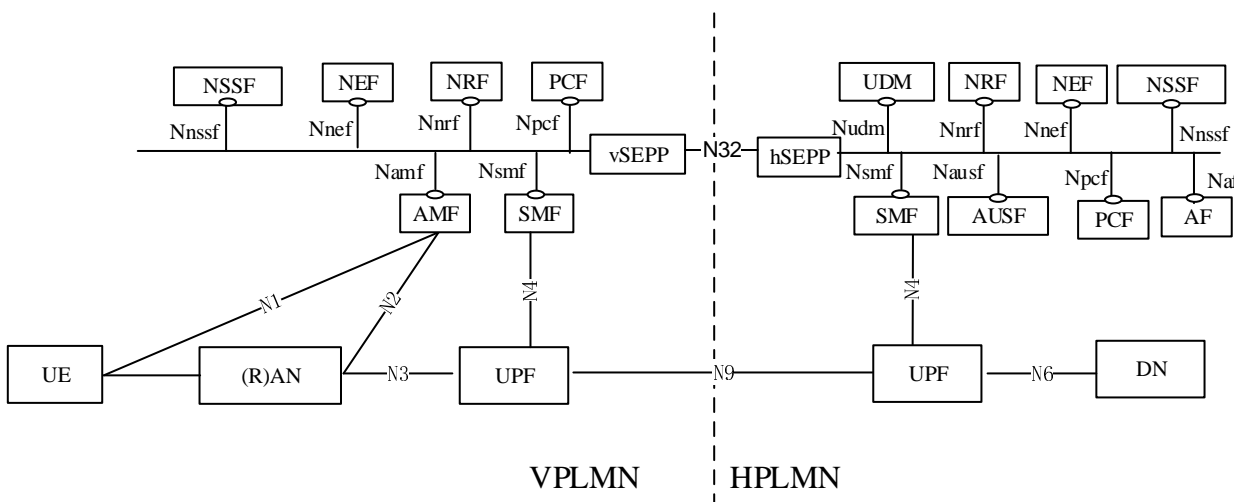 NSSF NEF NRF PCF UDM NRF NEF NSSF
Nnssf Nnef Nnrf Npcf Nudm Nnrf Nnef Nnssf
vSEPP N32 hSEPP
Namf Nsmf Nsmf Nausf Npcf Naf
AMF SMF SMF AUSF PCF AF
N1 N2 N4 N4
UE (R)AN N3 UPF N9 UPF N6 DN
VPLMN HPLMN